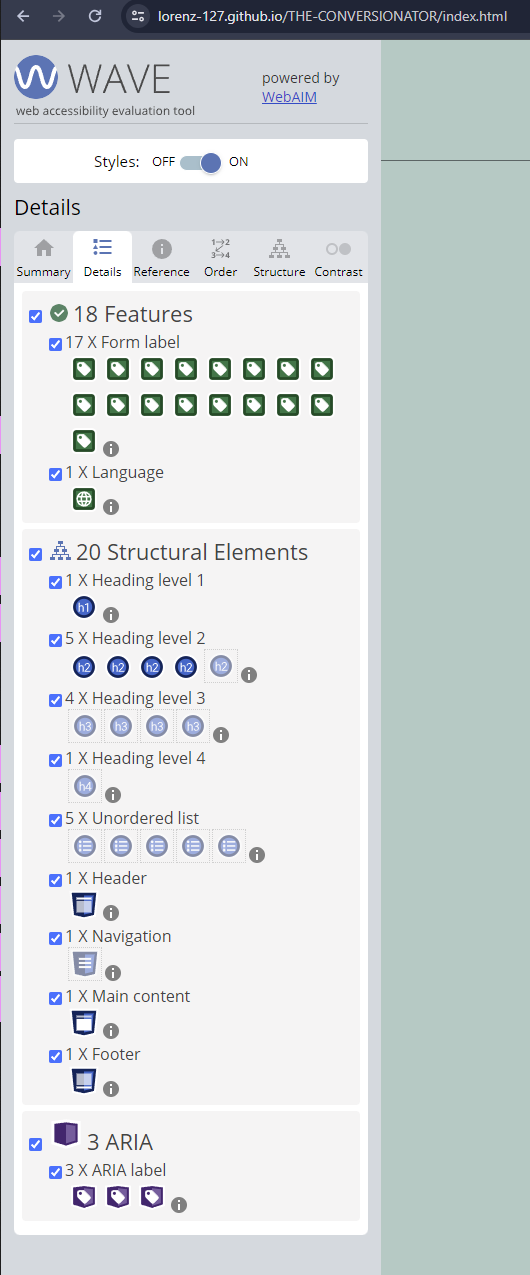 lorenz-127.github.io/THE-CONVERSIONATOR/index.html
WAVE
web accessibility evaluation tool
powered by
WebAIM
Styles: OFF ON
Details
Summary Details Reference Order Structure Contrast
1→2
3→4
18 Features
17 X Form label
1 X Language
20 Structural Elements
1 X Heading level 1
h1
5 X Heading level 2
h2 h2 h2 h2 h2
4 X Heading level 3
h3 h3 h3 h3
1 X Heading level 4
h4
5 X Unordered list
1 X Header
1 X Navigation
1 X Main content
1 X Footer
3 ARIA
3 X ARIA label